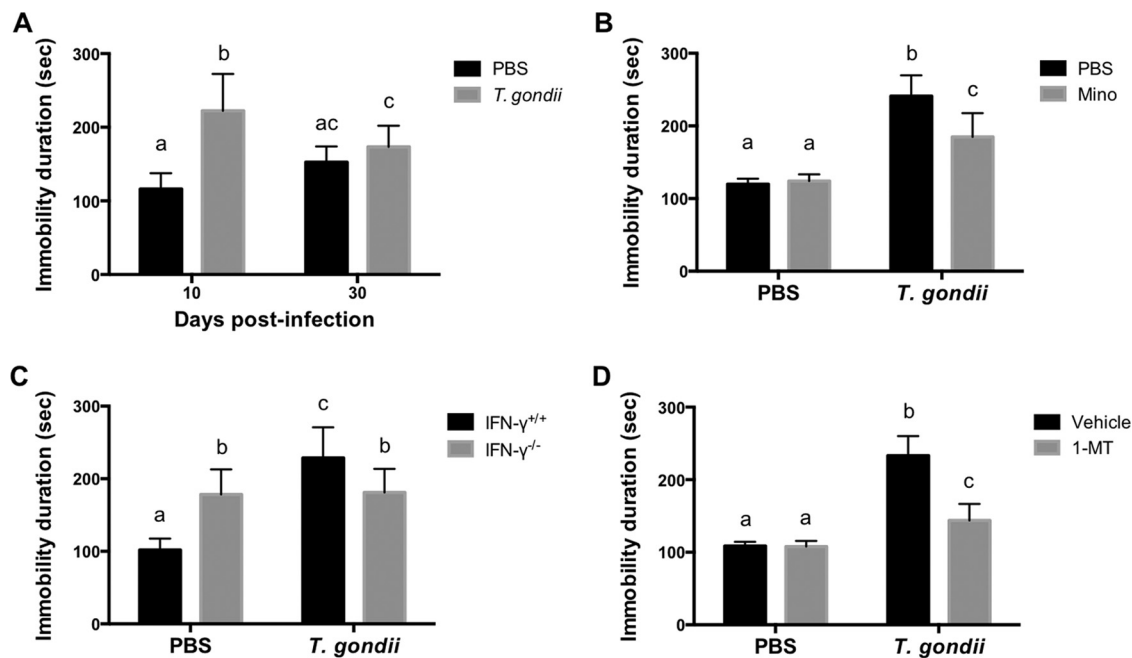 A
Immobility duration (sec)
300
200
100
0
a
b
ac
c
10
30
Days post-infection
PBS
T. gondii
B
Immobility duration (sec)
300
200
100
0
a
a
b
c
PBS
T. gondii
PBS
Mino
C
Immobility duration (sec)
300
200
100
0
a
b
c
b
PBS
T. gondii
IFN-γ+/+
IFN-γ-/-
D
Immobility duration (sec)
300
200
100
0
a
a
b
c
PBS
T. gondii
Vehicle
1-MT